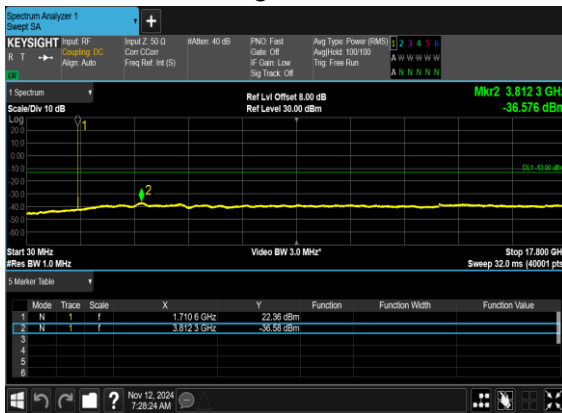 Spectrum Analyzer 1
Swept SA
KEYSIGHT Input: RF Input Z: 50 Ω #Atten: 40 dB PNO: Fast Avg Type: Power (RMS) 1 2 3 4 5 6
R T Coupling: DC Corr CCorr Gate: Off Avg|Hold: 100/100 A W W W W W
Align: Auto Freq Ref: Int (S) IF Gain: Low Trig: Free Run
Sig Track: Off A N N N N N
1 Spectrum
Scale/Div 10 dB Ref Lvl Offset 8.00 dB Mkr2 3.812 3 GHz
Log Ref Level 30.00 dBm -36.576 dBm
1
20.0
10.0
0.00
-10.0 DL1 -13.00 dBm
-20.0
-30.0 2
-40.0
-50.0
-60.0
Start 30 MHz Video BW 3.0 MHz* Stop 17.800 GHz
#Res BW 1.0 MHz Sweep 32.0 ms (40001 pts)
5 Marker Table
Mode Trace Scale X Y Function Function Width Function Value
1 N 1 f 1.710 6 GHz 22.36 dBm
2 N 1 f 3.812 3 GHz -36.58 dBm
3
4
5
6
? Nov 12, 2024
7:28:24 AM